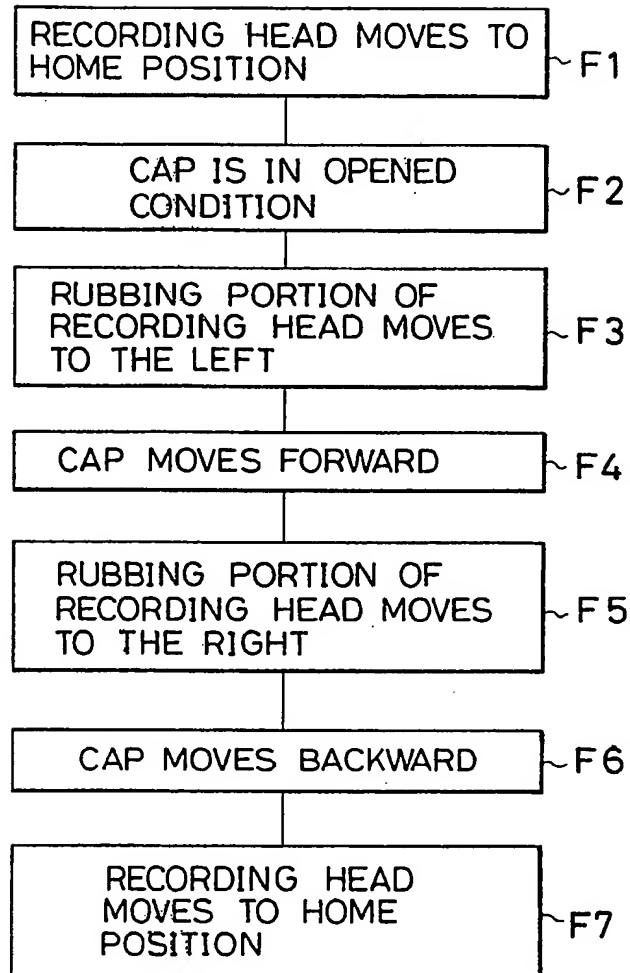 RECORDING HEAD MOVES TO
HOME POSITION
F1
CAP IS IN OPENED
CONDITION
F2
RUBBING PORTION OF
RECORDING HEAD MOVES
TO THE LEFT
F3
CAP MOVES FORWARD
F4
RUBBING PORTION OF
RECORDING HEAD MOVES
TO THE RIGHT
F5
CAP MOVES BACKWARD
F6
RECORDING HEAD
MOVES TO HOME
POSITION
F7